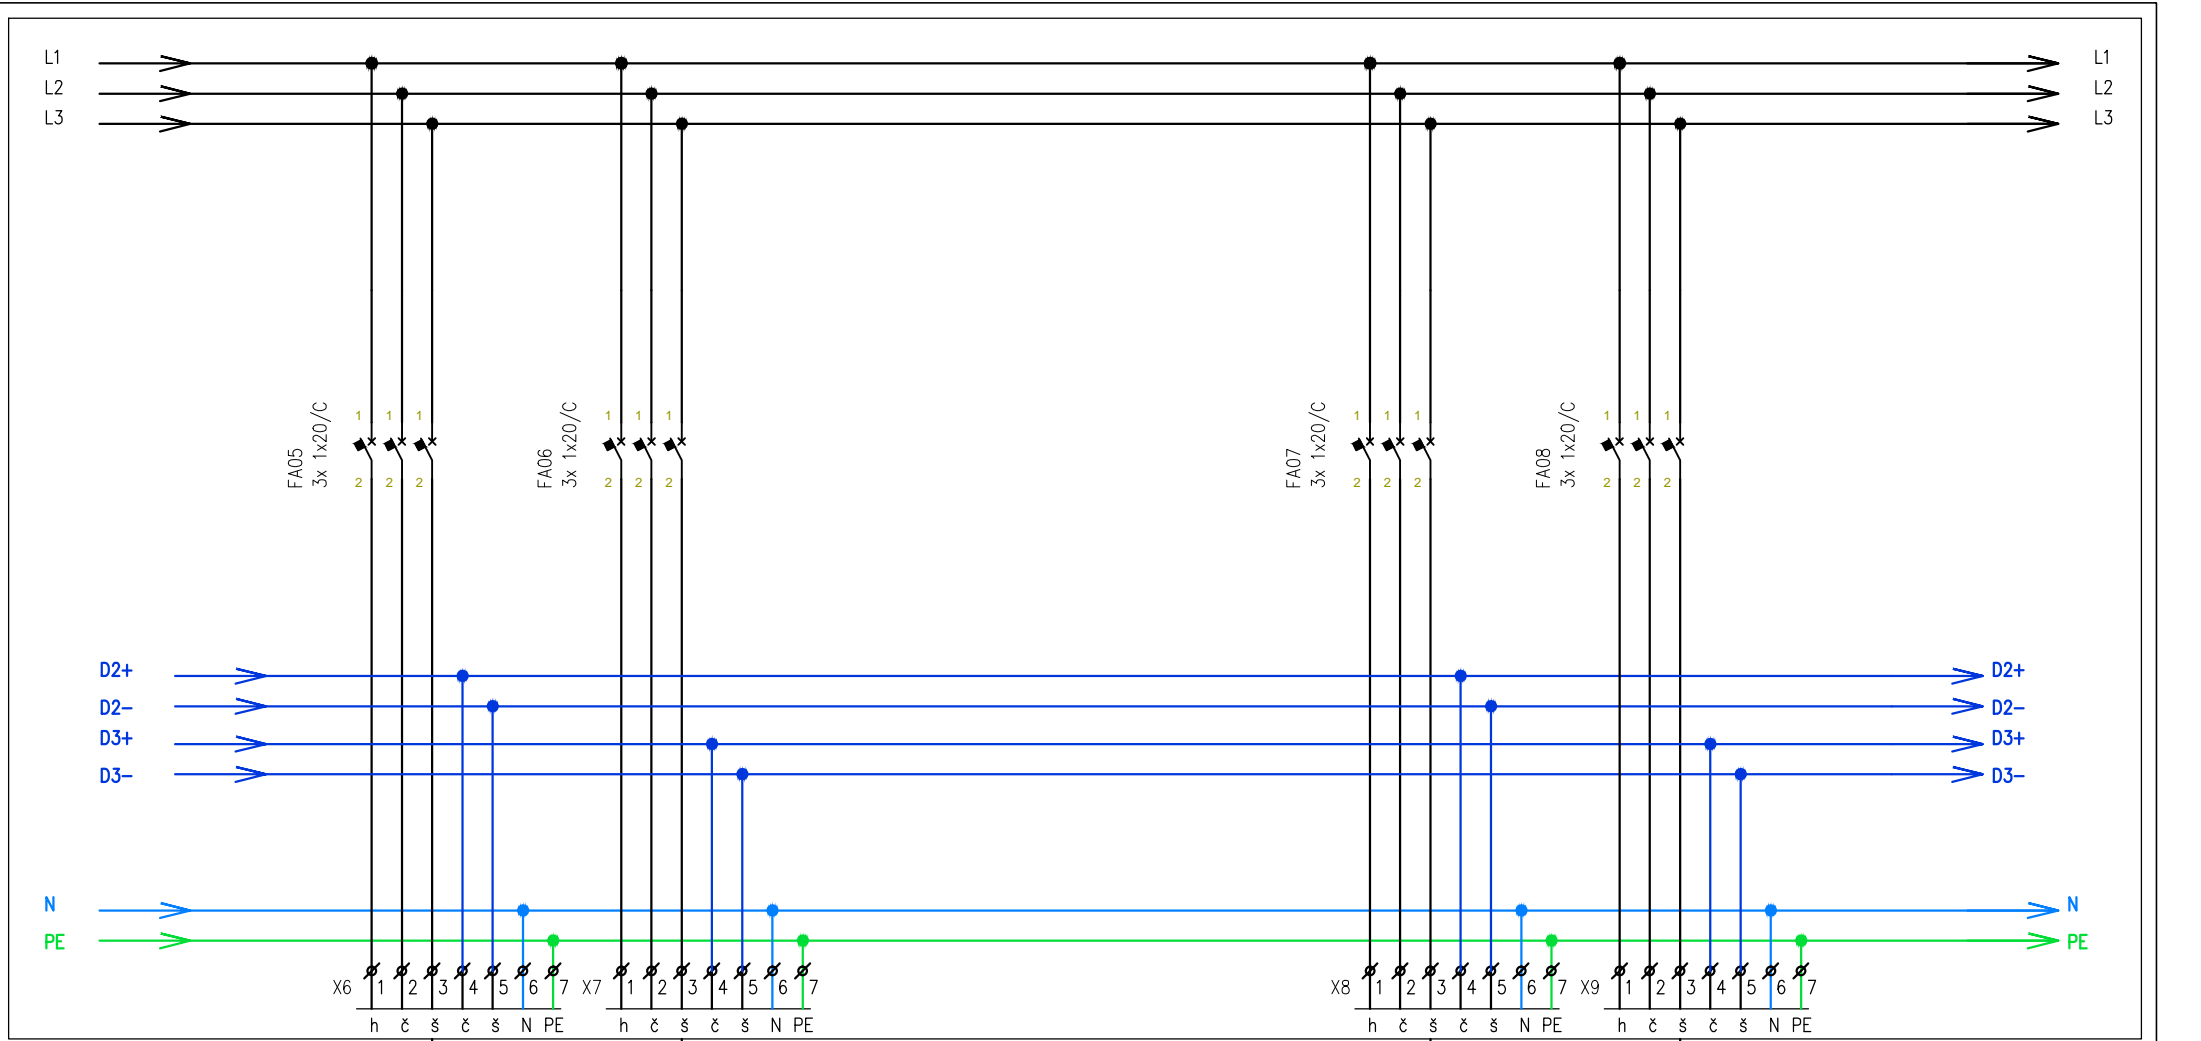 L1 L1
L2 L2
L3 L3
FA05
3x 1x20/C
1 1 1
2 2 2
FA06
3x 1x20/C
1 1 1
2 2 2
FA07
3x 1x20/C
1 1 1
2 2 2
FA08
3x 1x20/C
1 1 1
2 2 2
D2+ D2+
D2- D2-
D3+ D3+
D3- D3-
N N
PE PE
X6 1 2 3 4 5 6 7
h č š č š N PE
X7 1 2 3 4 5 6 7
h č š č š N PE
X8 1 2 3 4 5 6 7
h č š č š N PE
X9 1 2 3 4 5 6 7
h č š č š N PE